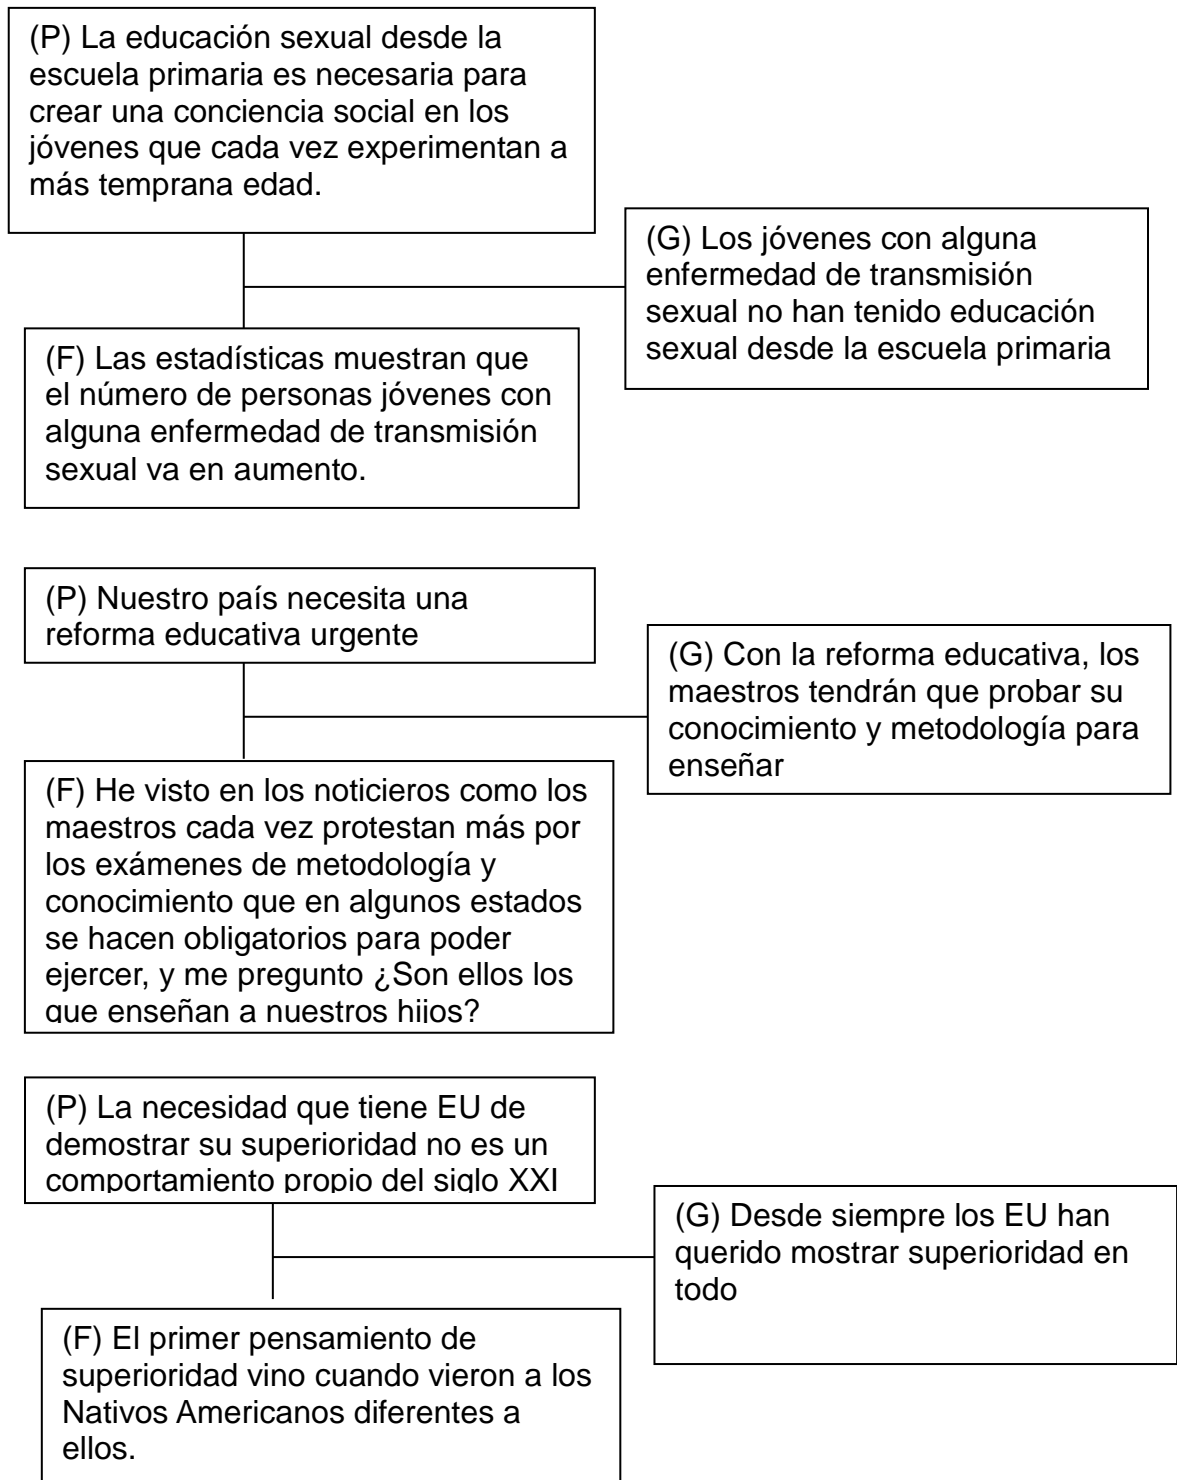 (P) La educación sexual desde la
escuela primaria es necesaria para
crear una conciencia social en los
jóvenes que cada vez experimentan a
más temprana edad.
(G) Los jóvenes con alguna
enfermedad de transmisión
sexual no han tenido educación
sexual desde la escuela primaria
(F) Las estadísticas muestran que
el número de personas jóvenes con
alguna enfermedad de transmisión
sexual va en aumento.
(P) Nuestro país necesita una
reforma educativa urgente
(G) Con la reforma educativa, los
maestros tendrán que probar su
conocimiento y metodología para
enseñar
(F) He visto en los noticieros como los
maestros cada vez protestan más por
los exámenes de metodología y
conocimiento que en algunos estados
se hacen obligatorios para poder
ejercer, y me pregunto ¿Son ellos los
que enseñan a nuestros hijos?
(P) La necesidad que tiene EU de
demostrar su superioridad no es un
comportamiento propio del siglo XXI
(G) Desde siempre los EU han
querido mostrar superioridad en
todo
(F) El primer pensamiento de
superioridad vino cuando vieron a los
Nativos Americanos diferentes a
ellos.